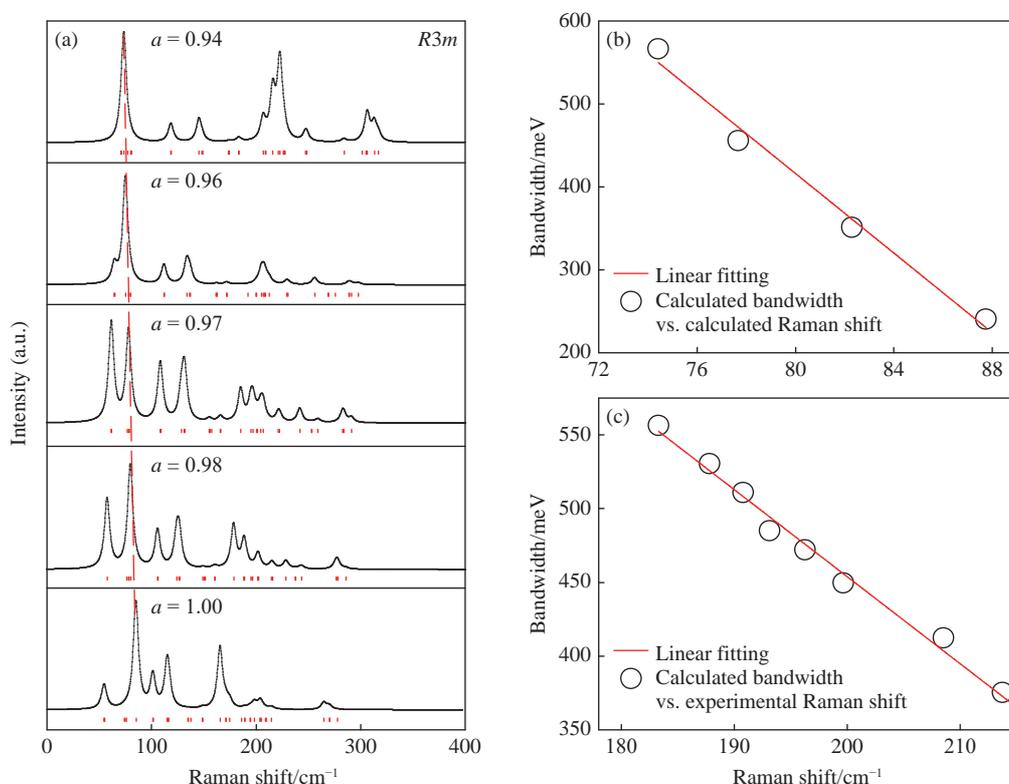 (a)
a = 0.94
R3m
a = 0.96
a = 0.97
a = 0.98
a = 1.00
Intensity (a.u.)
0
100
200
300
400
Raman shift/cm⁻¹
(b)
600
500
400
300
200
Bandwidth/meV
Linear fitting
Calculated bandwidth
vs. calculated Raman shift
72
76
80
84
88
(c)
550
500
450
400
350
Bandwidth/meV
Linear fitting
Calculated bandwidth
vs. experimental Raman shift
180
190
200
210
Raman shift/cm⁻¹